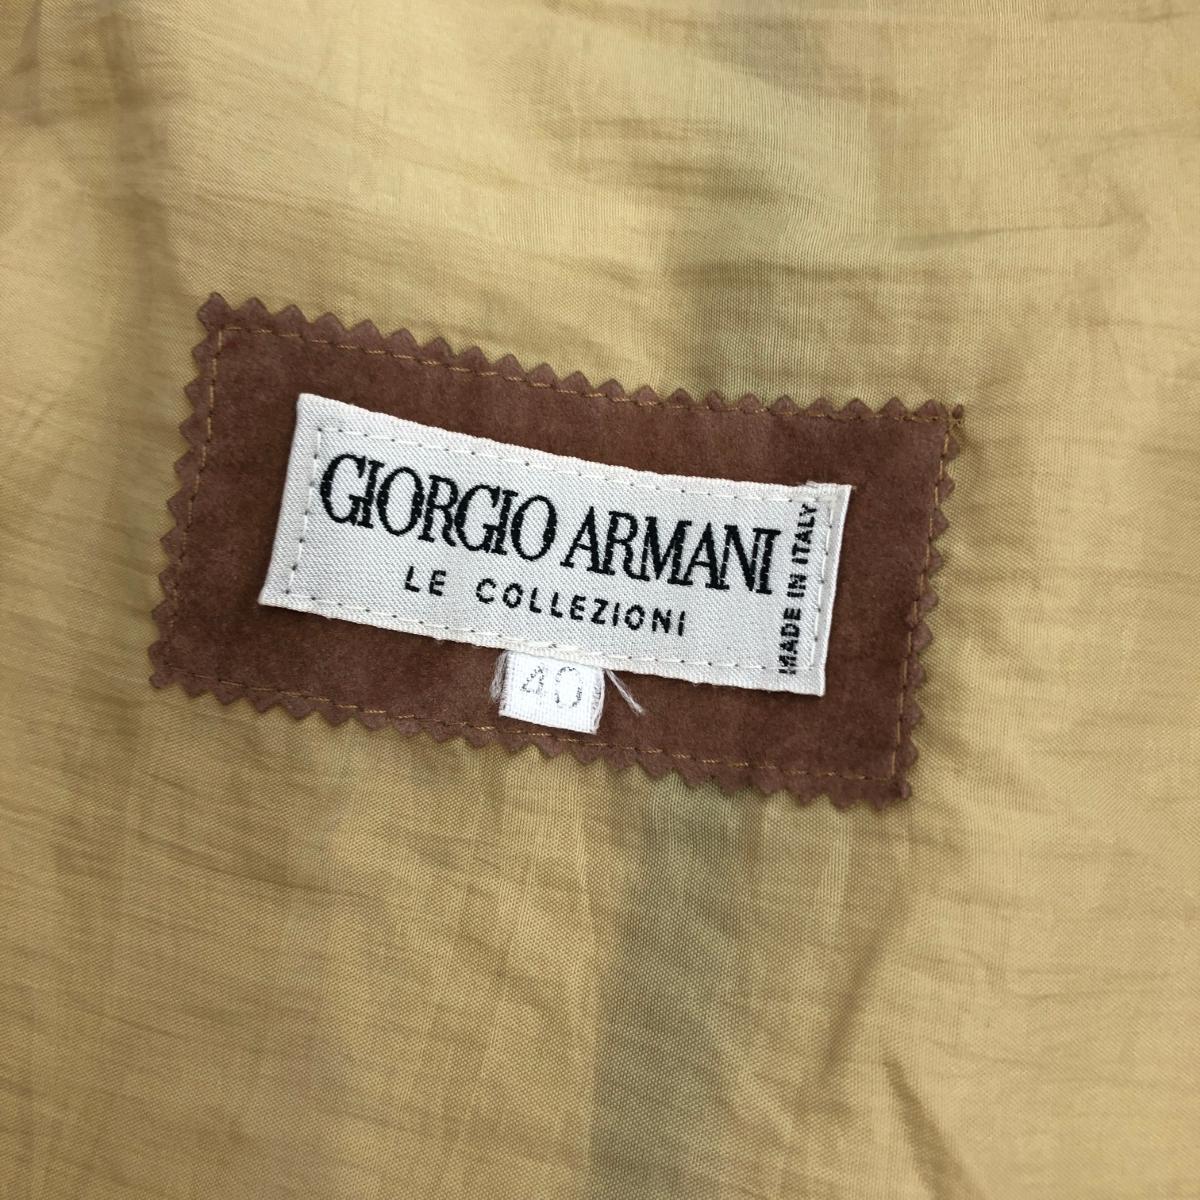 GIORGIO ARMANI
LE COLLEZIONI
MADE IN ITALY
40